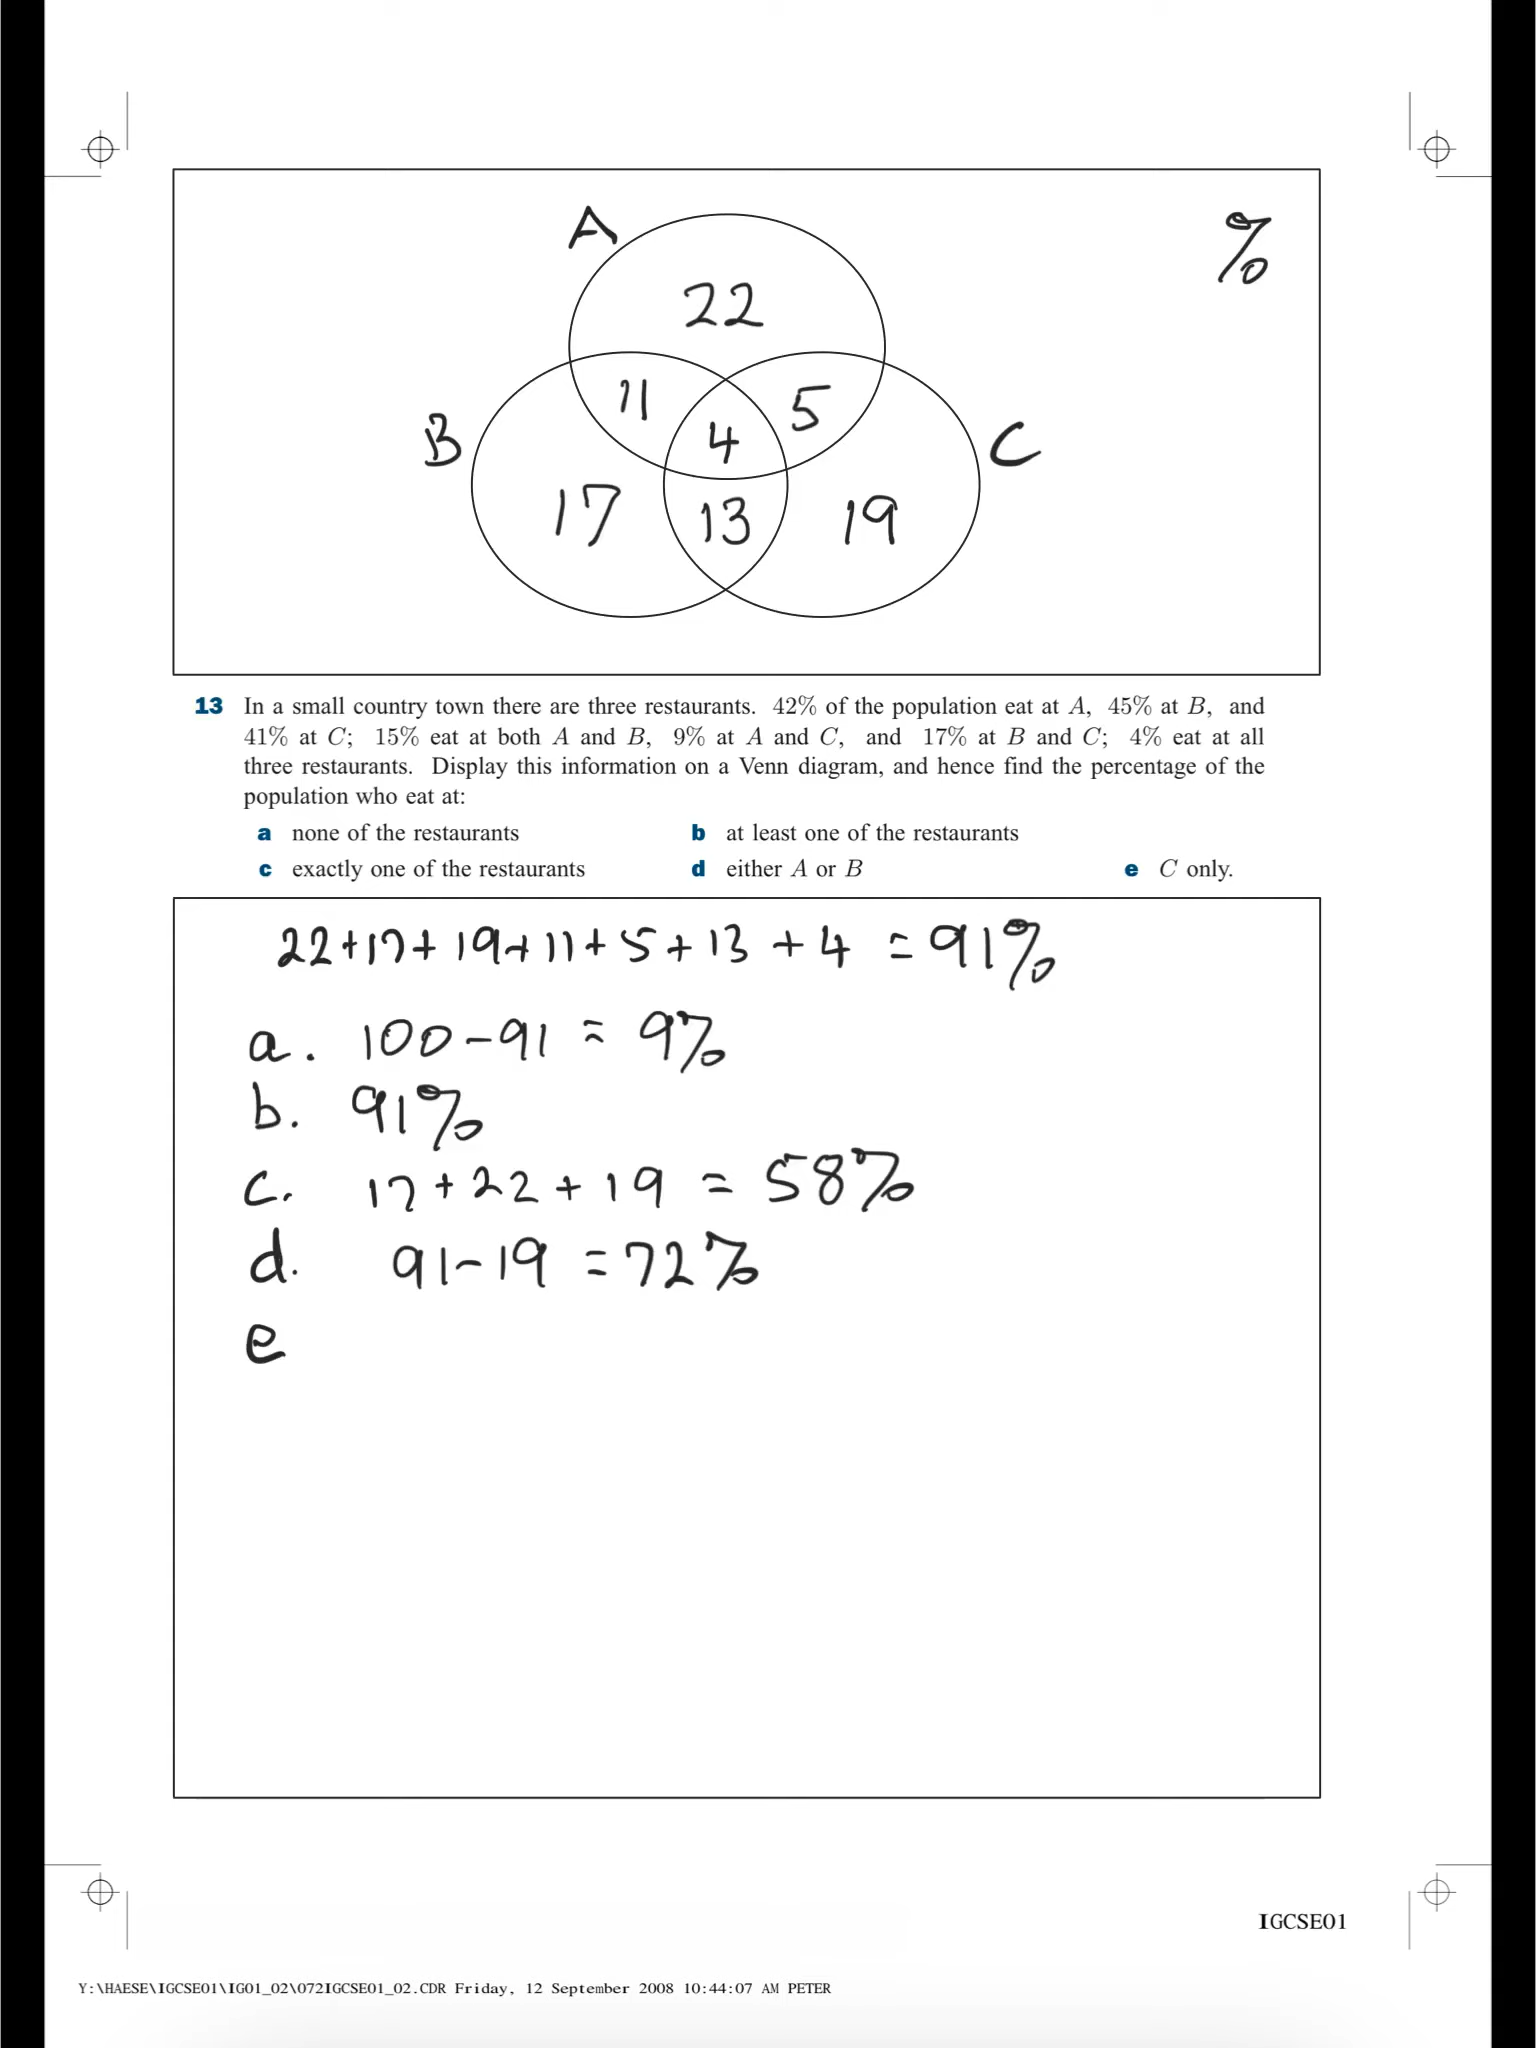 A
%
22
11
5
B
4
C
17
13
19
13 In a small country town there are three restaurants. 42% of the population eat at A, 45% at B, and
41% at C; 15% eat at both A and B, 9% at A and C, and 17% at B and C; 4% eat at all
three restaurants. Display this information on a Venn diagram, and hence find the percentage of the
population who eat at:
a none of the restaurants b at least one of the restaurants
c exactly one of the restaurants d either A or B e C only.
22+17+19+11+5+13+4 = 91%
a. 100-91 = 9%
b. 91%
c. 17+22+19 = 58%
d. 91-19 = 72%
e
IGCSE01
Y:\HAESE\IGCSE01\IG01_02\072IGCSE01_02.CDR Friday, 12 September 2008 10:44:07 AM PETER